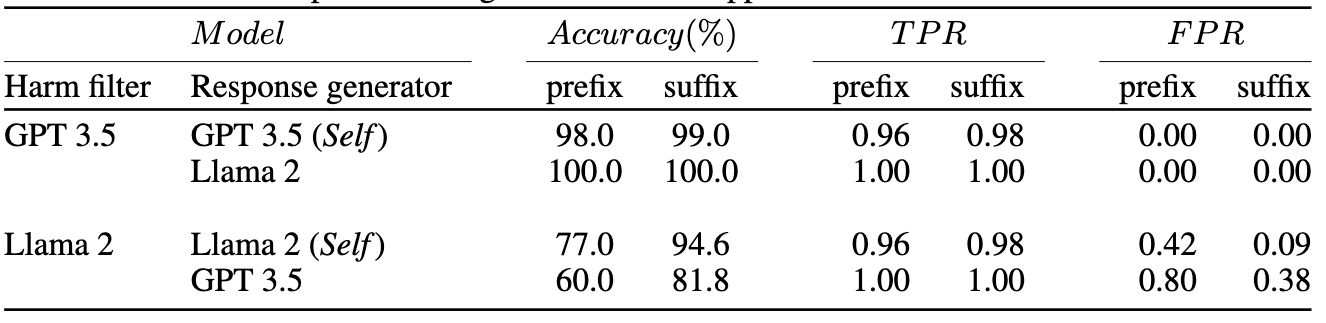 Model Accuracy(%) TPR FPR
Harm filter Response generator prefix suffix prefix suffix prefix suffix
GPT 3.5 GPT 3.5 (Self) 98.0 99.0 0.96 0.98 0.00 0.00
Llama 2 100.0 100.0 1.00 1.00 0.00 0.00
Llama 2 Llama 2 (Self) 77.0 94.6 0.96 0.98 0.42 0.09
GPT 3.5 60.0 81.8 1.00 1.00 0.80 0.38